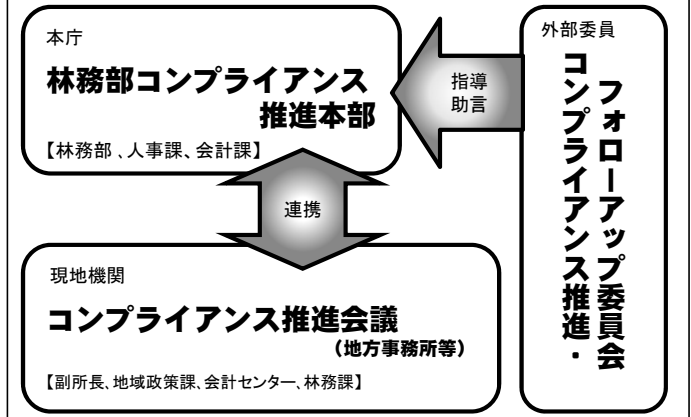 本庁
林務部コンプライアンス
推進本部
【林務部、人事課、会計課】
指導
助言
連携
現地機関
コンプライアンス推進会議
(地方事務所等)
【副所長、地域政策課、会計センター、林務課】
外部委員
コンプライアンス推進・
フォローアップ委員会